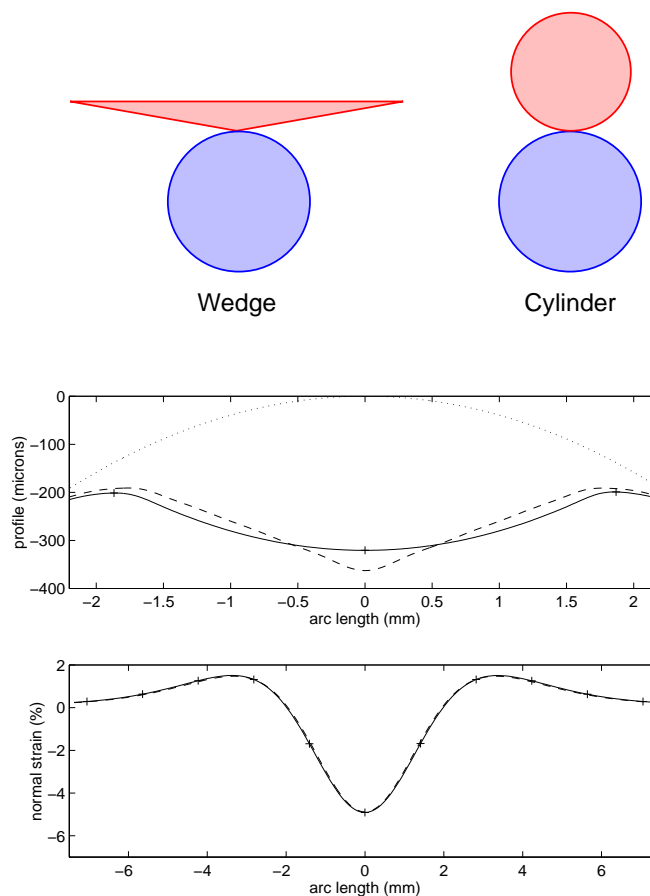 Wedge Cylinder
0
−100
−200
−300
−400
profile (microns)
−2 −1.5 −1 −0.5 0 0.5 1 1.5 2
arc length (mm)
2
0
−2
−4
−6
normal strain (%)
−6 −4 −2 0 2 4 6
arc length (mm)